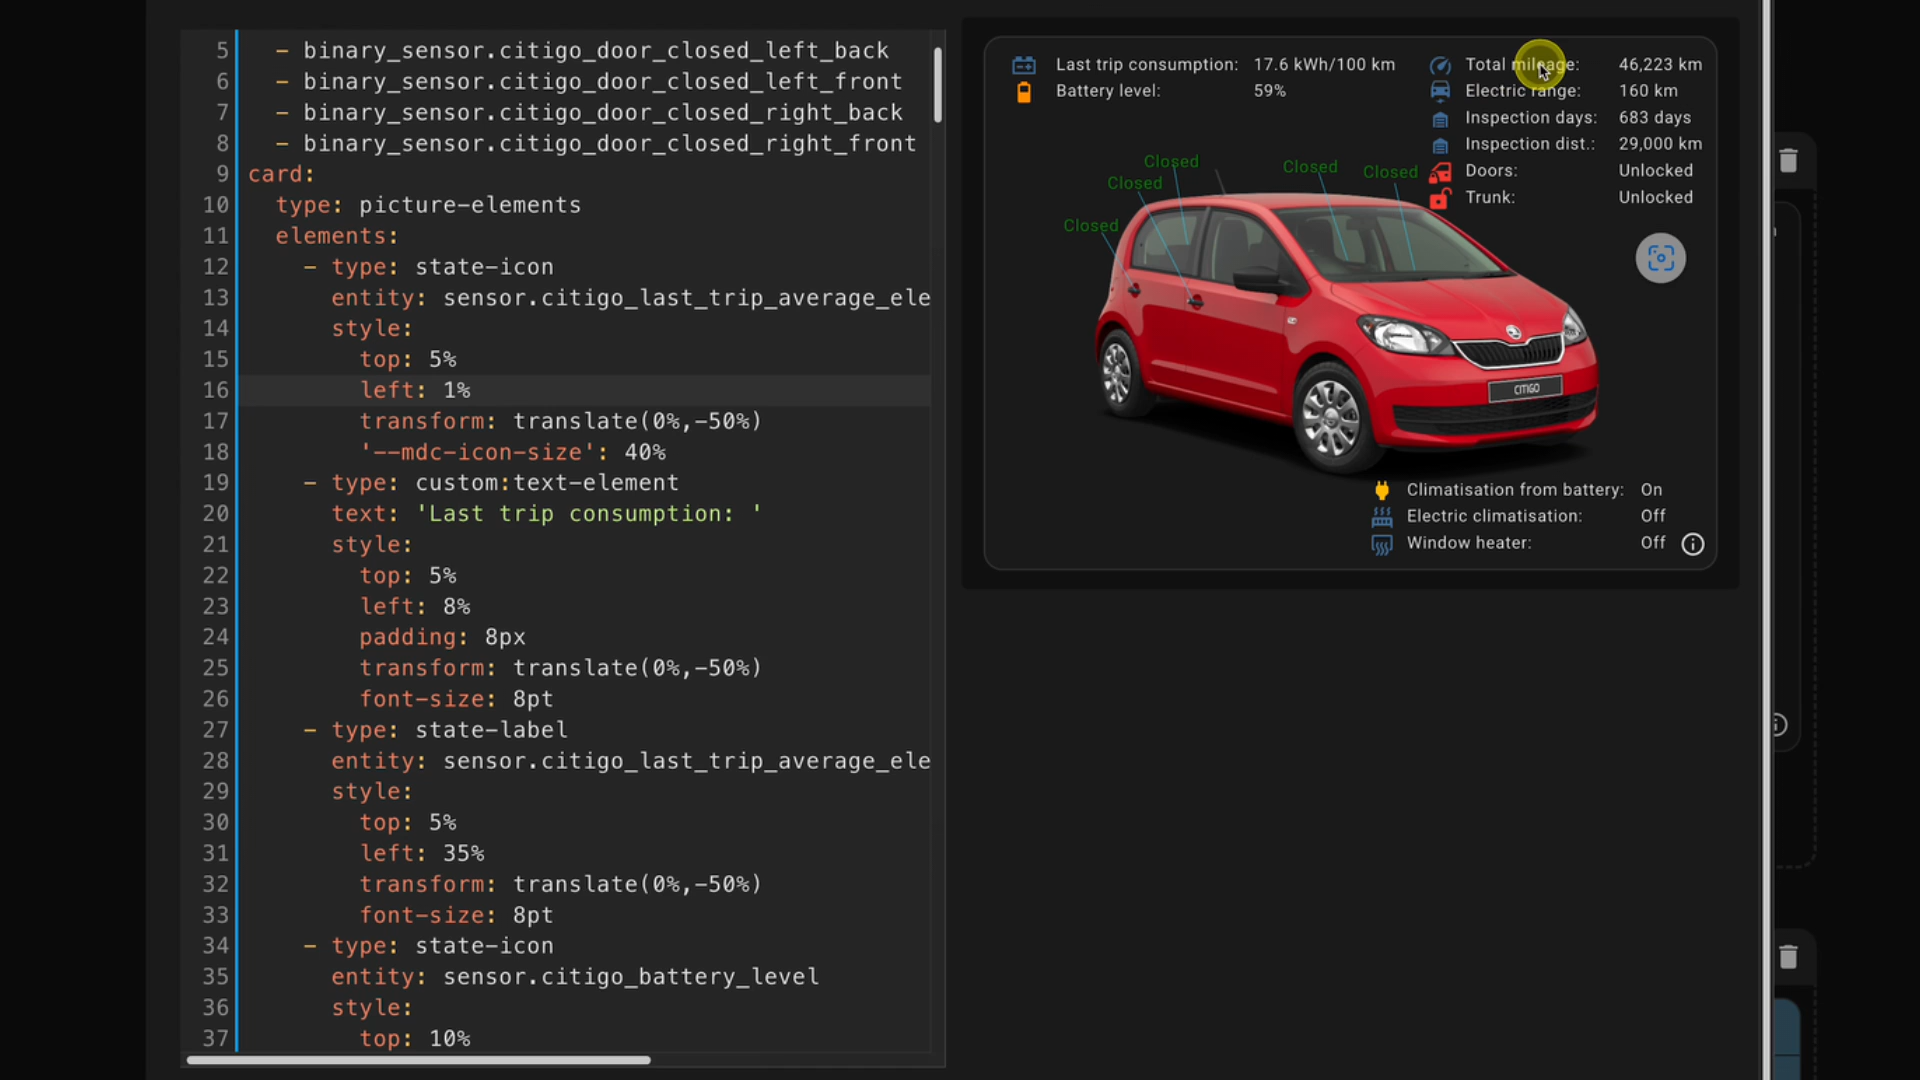 5 - binary_sensor.citigo_door_closed_left_back
6 - binary_sensor.citigo_door_closed_left_front
7 - binary_sensor.citigo_door_closed_right_back
8 - binary_sensor.citigo_door_closed_right_front
9 card:
10 type: picture-elements
11 elements:
12 - type: state-icon
13 entity: sensor.citigo_last_trip_average_ele
14 style:
15 top: 5%
16 left: 1%
17 transform: translate(0%,-50%)
18 '--mdc-icon-size': 40%
19 - type: custom:text-element
20 text: 'Last trip consumption: '
21 style:
22 top: 5%
23 left: 8%
24 padding: 8px
25 transform: translate(0%,-50%)
26 font-size: 8pt
27 - type: state-label
28 entity: sensor.citigo_last_trip_average_ele
29 style:
30 top: 5%
31 left: 35%
32 transform: translate(0%,-50%)
33 font-size: 8pt
34 - type: state-icon
35 entity: sensor.citigo_battery_level
36 style:
37 top: 10%
Last trip consumption: 17.6 kWh/100 km
Battery level: 59%
Total mileage: 46,223 km
Electric range: 160 km
Inspection days: 683 days
Inspection dist.: 29,000 km
Doors: Unlocked
Trunk: Unlocked
Closed
Closed
Closed
Closed
Closed
CITIGO
Climatisation from battery: On
Electric climatisation: Off
Window heater: Off